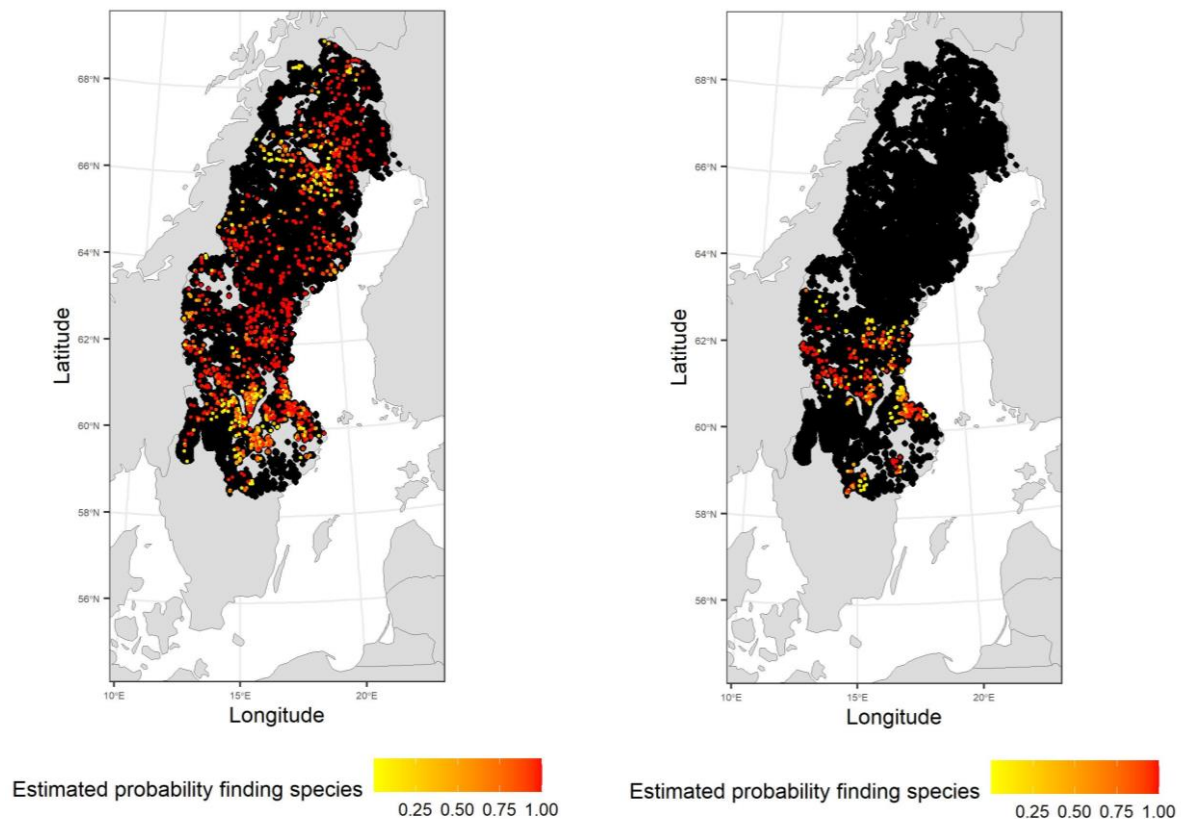 68°N
66°N
64°N
62°N
60°N
58°N
56°N
Latitude
10°E 15°E 20°E
Longitude
Estimated probability finding species
0.25 0.50 0.75 1.00
68°N
66°N
64°N
62°N
60°N
58°N
56°N
Latitude
10°E 15°E 20°E
Longitude
Estimated probability finding species
0.25 0.50 0.75 1.00